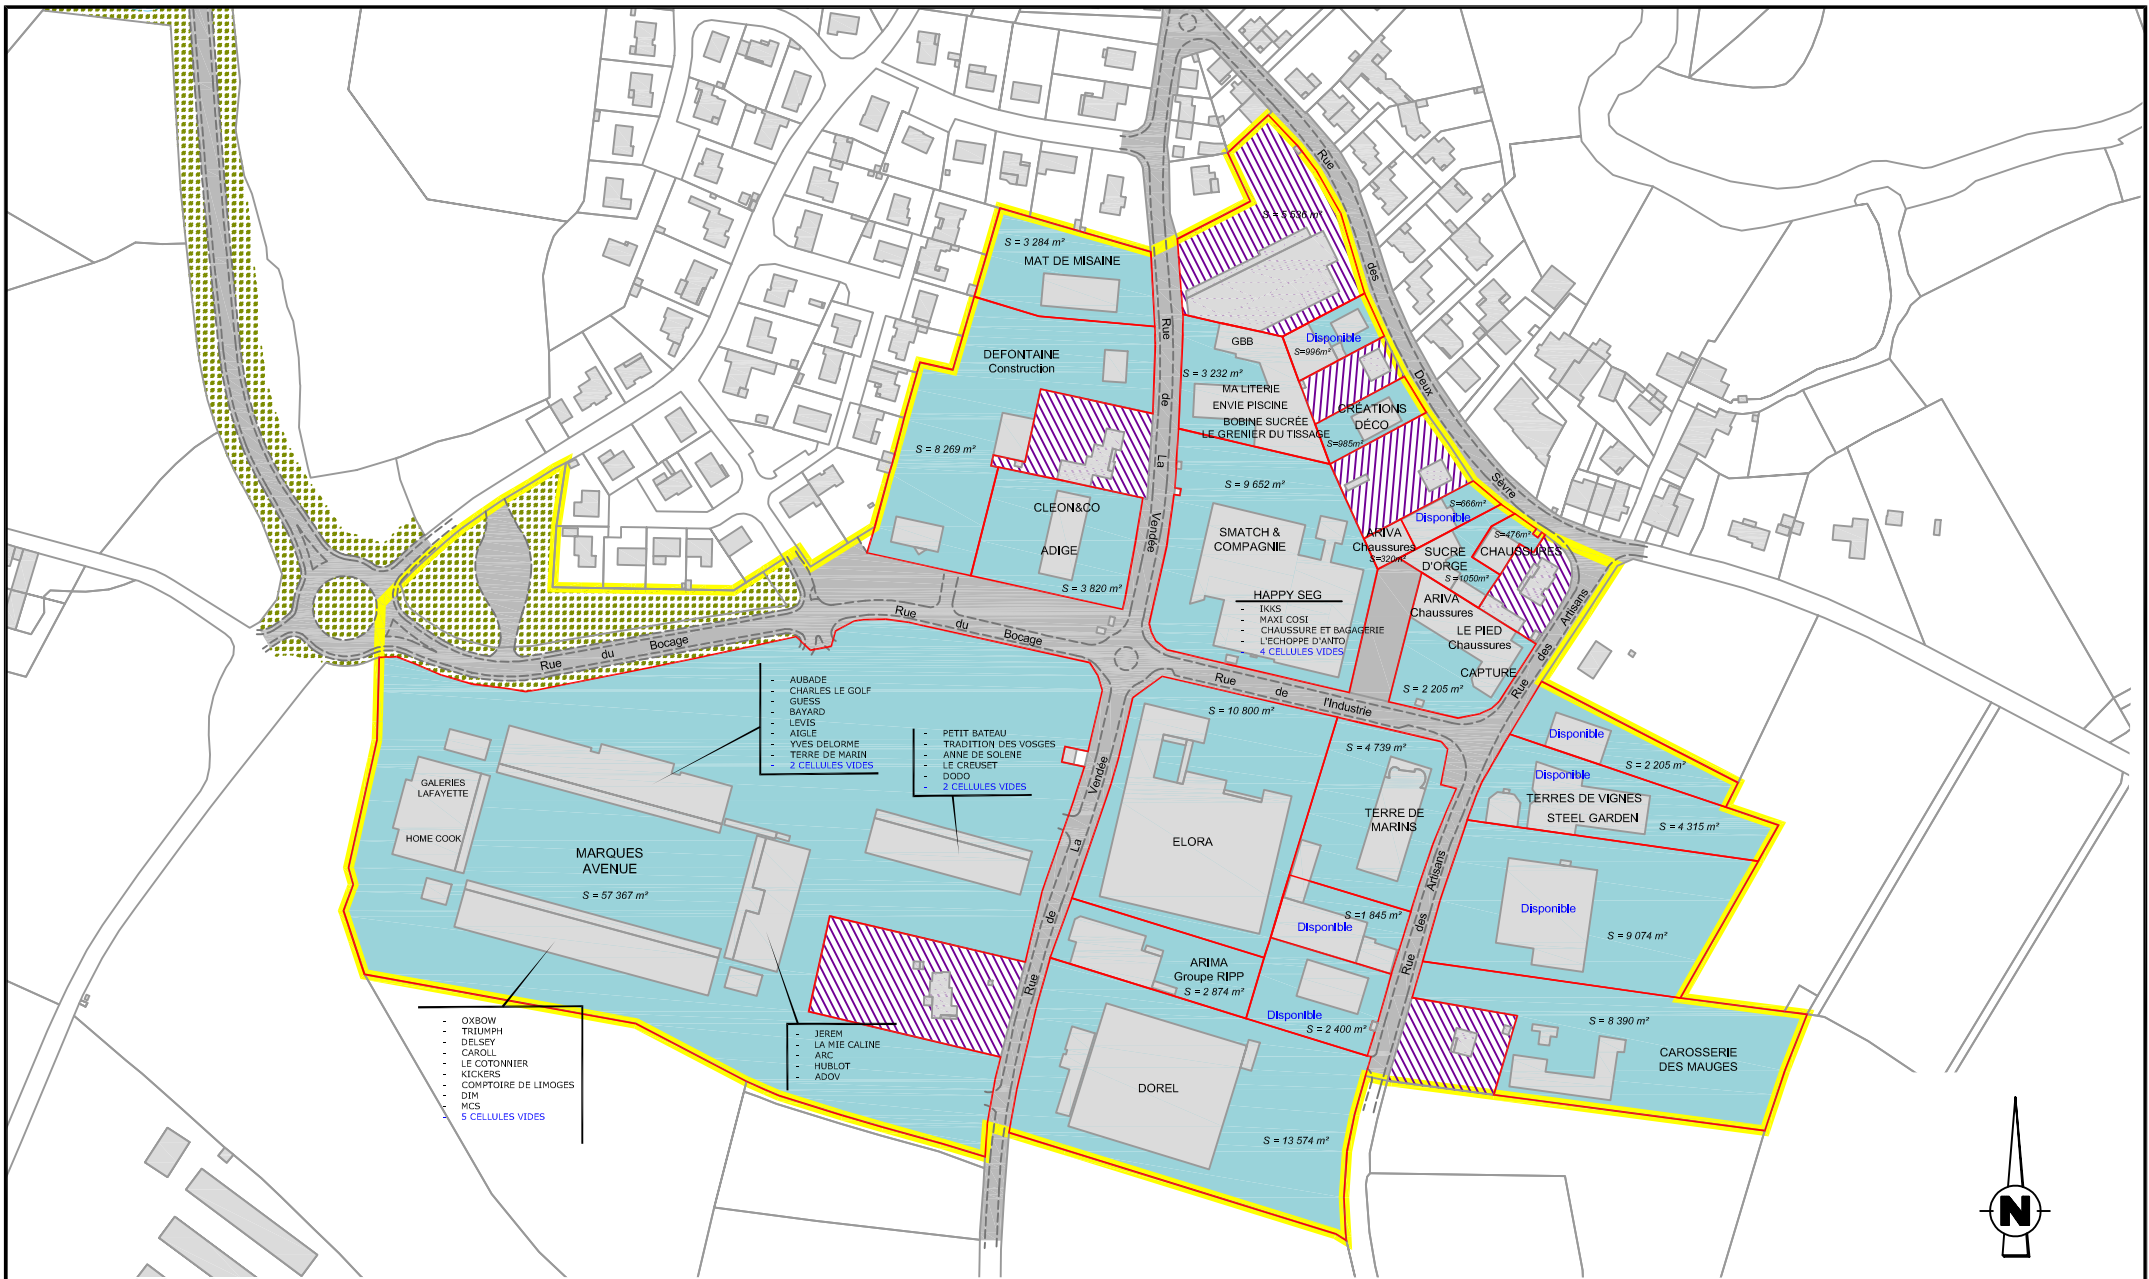 S = 5 536 m²
Rue
des
Deux
Sèvre
S = 3 284 m²
MAT DE MISAINE
Rue
de
La
Vendée
DEFONTAINE
Construction
S = 8 269 m²
CLEON&CO
ADIGE
S = 3 820 m²
GBB
S = 3 232 m²
MA LITERIE
ENVIE PISCINE
BOBINE SUCRÉE
LE GRENIER DU TISSAGE
Disponible
S=996m²
CRÉATIONS
DÉCO
S=985m²
S = 9 652 m²
SMATCH &
COMPAGNIE
HAPPY SEG
- IKKS
- MAXI COSI
- CHAUSSURE ET BAGAGERIE
- L'ECHOPPE D'ANTO
- 4 CELLULES VIDES
S=666m²
Disponible
ARIVA
Chaussures
S=320m²
S=476m²
CHAUSSURES
SUCRE
D'ORGE
S=1050m²
ARIVA
Chaussures
LE PIED
Chaussures
CAPTURE
S = 2 205 m²
Rue
des
Artisans
Rue
du
Bocage
Rue
du
Bocage
Rue
de
l'Industrie
- AUBADE
- CHARLES LE GOLF
- GUESS
- BAYARD
- LEVIS
- AIGLE
- YVES DELORME
- TERRE DE MARIN
- 2 CELLULES VIDES
- PETIT BATEAU
- TRADITION DES VOSGES
- ANNE DE SOLENE
- LE CREUSET
- DODO
- 2 CELLULES VIDES
GALERIES
LAFAYETTE
HOME COOK
MARQUES
AVENUE
S = 57 367 m²
Rue
de
La
Vendée
S = 10 800 m²
ELORA
S = 4 739 m²
TERRE DE
MARINS
Disponible
S = 2 205 m²
Disponible
TERRES DE VIGNES
STEEL GARDEN
S = 4 315 m²
Rue
des
Artisans
S =1 845 m²
Disponible
Disponible
S = 9 074 m²
ARIMA
Groupe RIPP
S = 2 874 m²
Disponible
S = 2 400 m²
S = 8 390 m²
CAROSSERIE
DES MAUGES
DOREL
S = 13 574 m²
- OXBOW
- TRIUMPH
- DELSEY
- CAROLL
- LE COTONNIER
- KICKERS
- COMPTOIRE DE LIMOGES
- DIM
- MCS
- 5 CELLULES VIDES
- JEREM
- LA MIE CALINE
- ARC
- HUBLOT
- ADOV
N